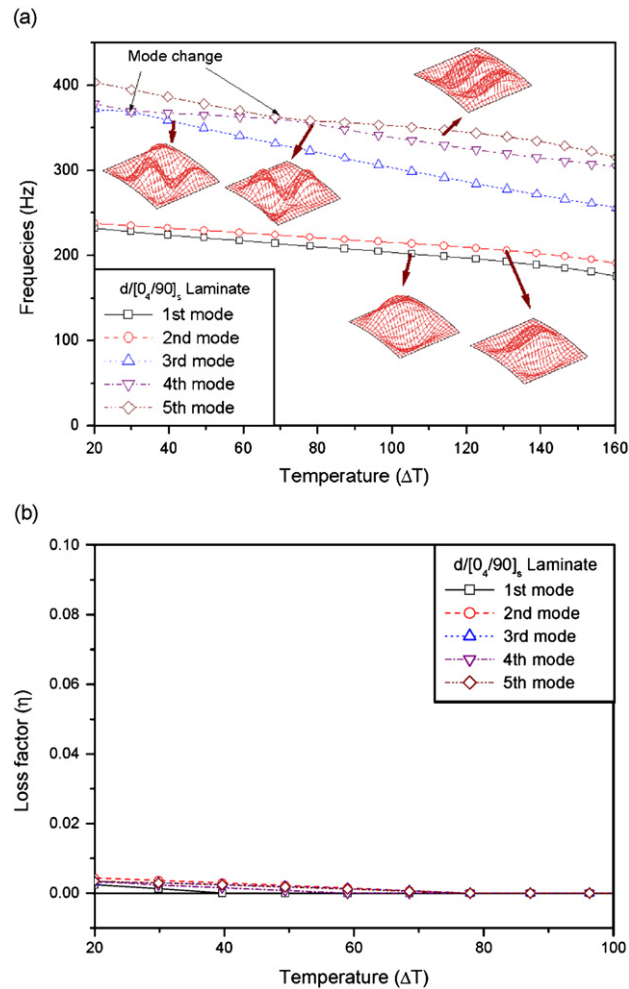 (a)
Mode change
400
300
200
100
0
Frequecies (Hz)
d/[0₄/90]ₛ Laminate
1st mode
2nd mode
3rd mode
4th mode
5th mode
20 40 60 80 100 120 140 160
Temperature (ΔT)
(b)
0.10
0.08
0.06
0.04
0.02
0.00
Loss factor (η)
d/[0₄/90]ₛ Laminate
1st mode
2nd mode
3rd mode
4th mode
5th mode
20 40 60 80 100
Temperature (ΔT)